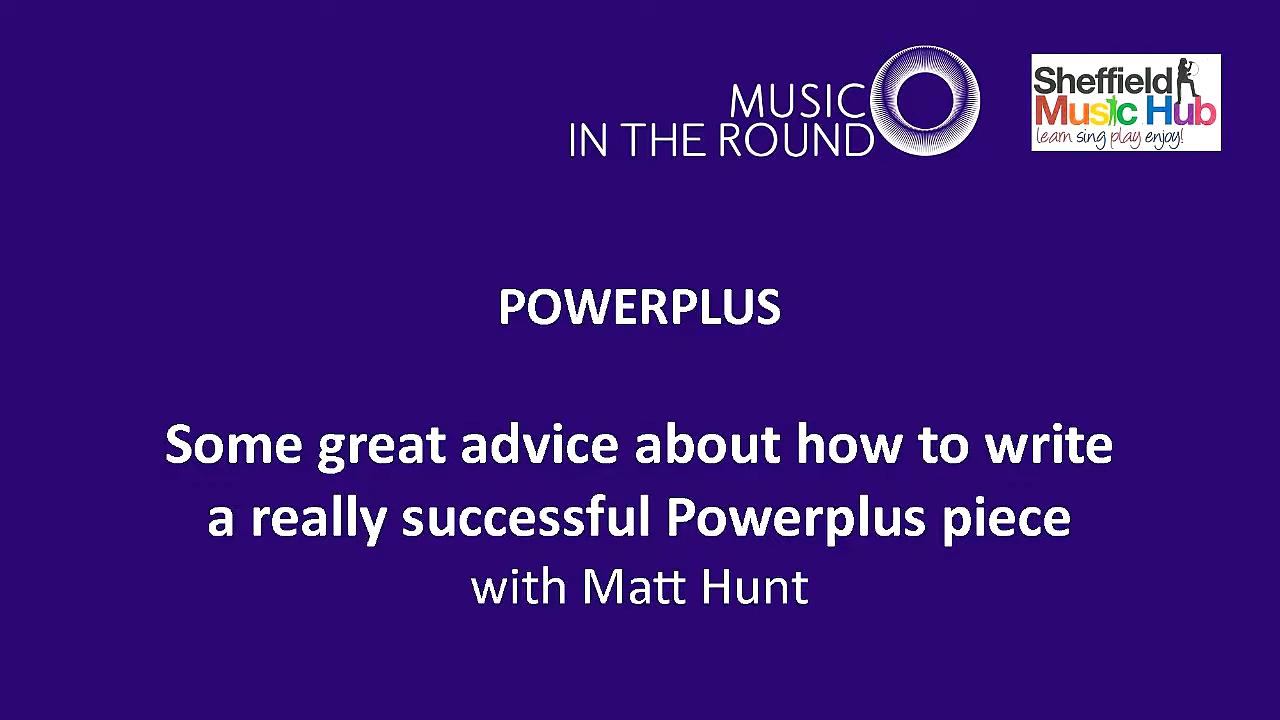 MUSIC
IN THE ROUND
Sheffield
Music Hub
learn sing play enjoy!
POWERPLUS
Some great advice about how to write
a really successful Powerplus piece
with Matt Hunt